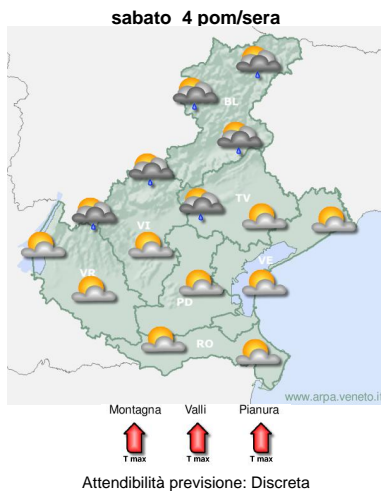 sabato 4 pom/sera
BL
TV
VI
VE
VR
PD
RO
www.arpa.veneto.it
Montagna Valli Pianura
T max T max T max
Attendibilità previsione: Discreta